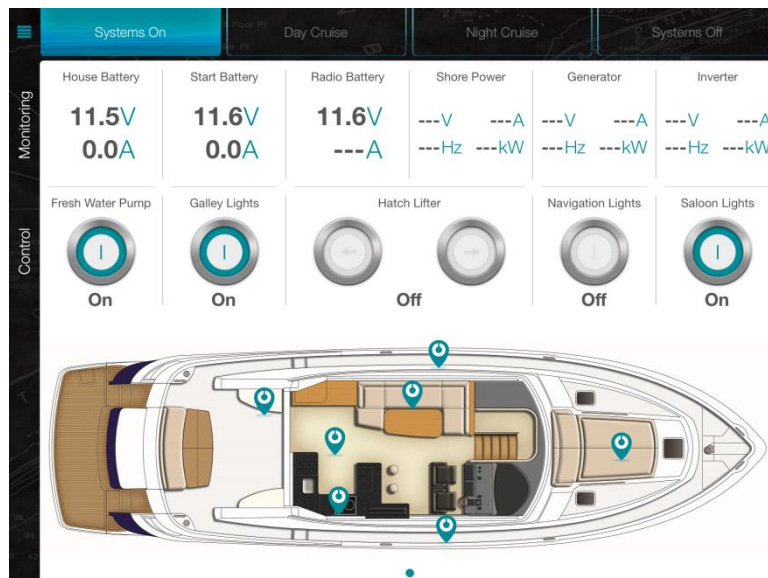 Systems On
Day Cruise
Night Cruise
Systems Off
Monitoring
House Battery
11.5V
0.0A
Start Battery
11.6V
0.0A
Radio Battery
11.6V
---A
Shore Power
---V ---A
---Hz ---kW
Generator
---V ---A
---Hz ---kW
Inverter
---V ---A
---Hz ---kW
Control
Fresh Water Pump
On
Galley Lights
On
Hatch Lifter
Off
Navigation Lights
Off
Saloon Lights
On